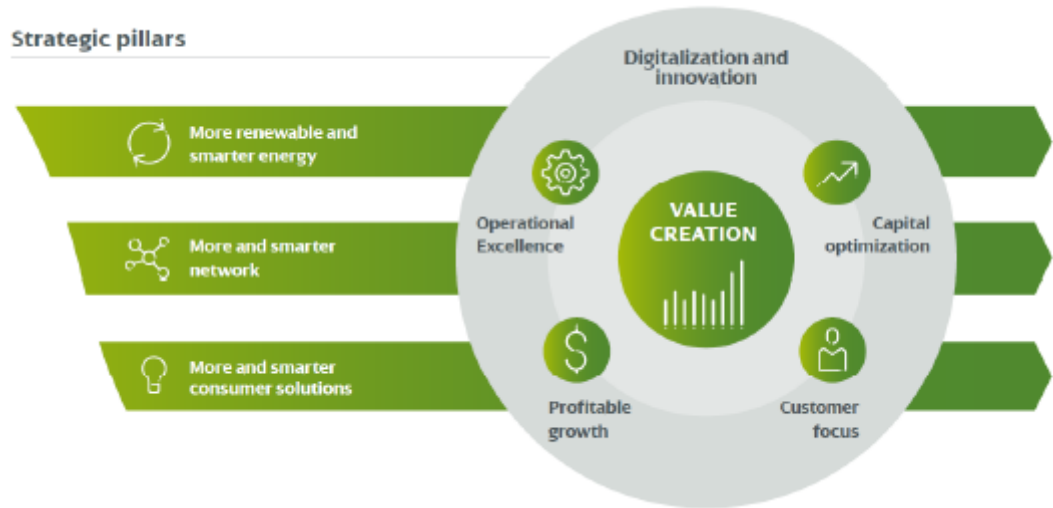 Strategic pillars
Digitalization and
innovation
More renewable and
smarter energy
More and smarter
network
More and smarter
consumer solutions
Operational
Excellence
VALUE
CREATION
Capital
optimization
$
Profitable
growth
Customer
focus